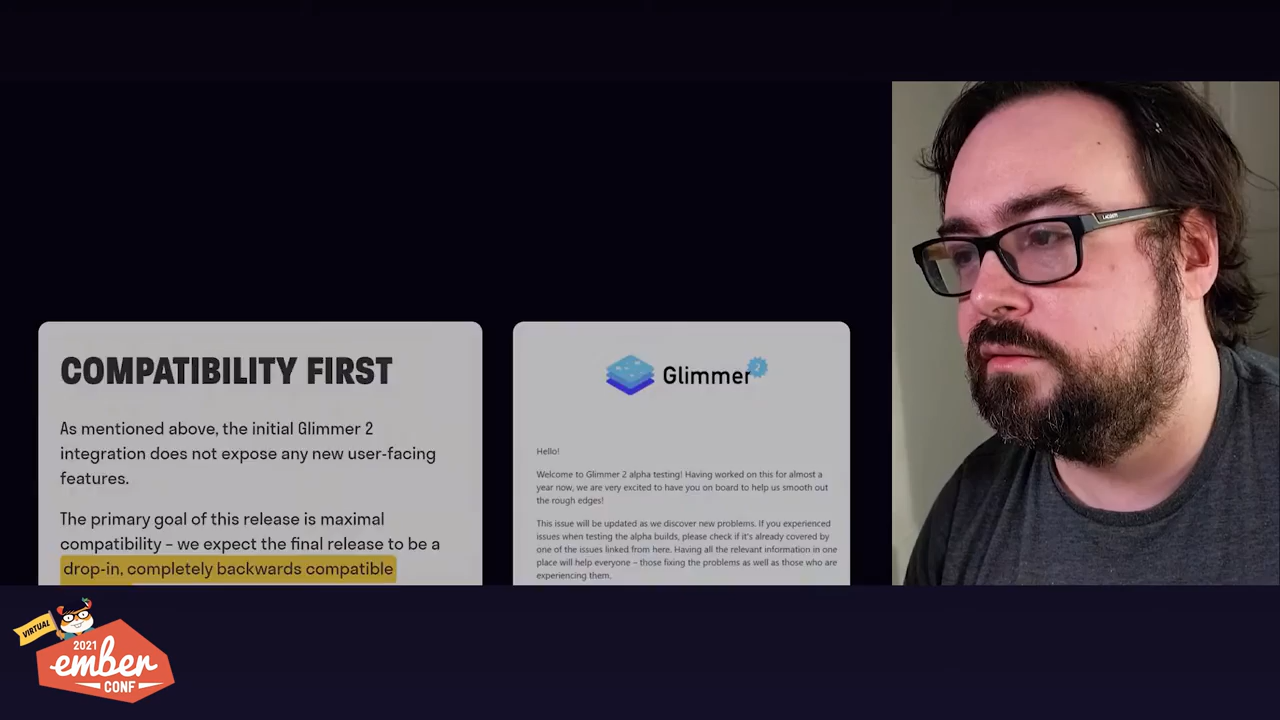 COMPATIBILITY FIRST
As mentioned above, the initial Glimmer 2
integration does not expose any new user-facing
features.
The primary goal of this release is maximal
compatibility – we expect the final release to be a
drop-in, completely backwards compatible
Glimmer 2
Hello!
Welcome to Glimmer 2 alpha testing! Having worked on this for almost a
year now, we are very excited to have you on board to help us smooth out
the rough edges!
This issue will be updated as we discover new problems. If you experienced
issues when testing the alpha builds, please check if it's already covered by
one of the issues linked from here. Having all the relevant information in one
place will help everyone – those fixing the problems as well as those who are
experiencing them.
LACOSTE
VIRTUAL
2021
ember
CONF